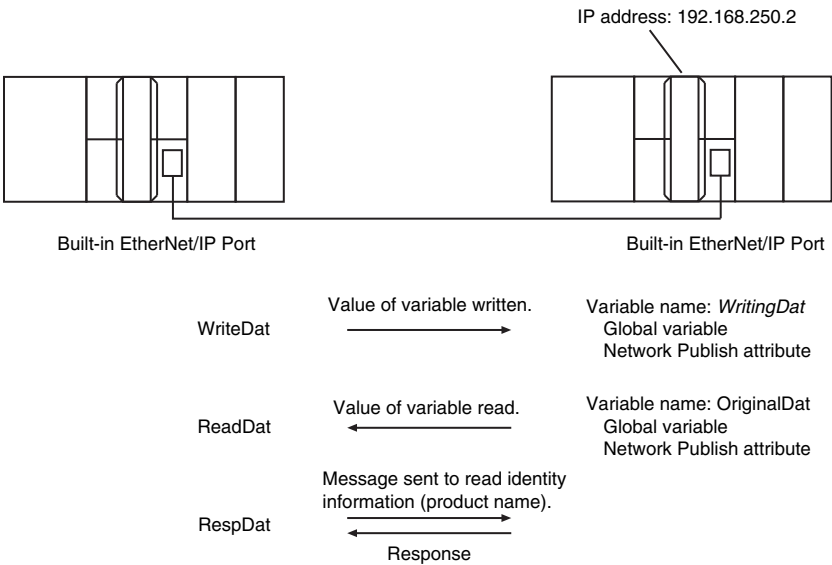 IP address: 192.168.250.2
Built-in EtherNet/IP Port
Built-in EtherNet/IP Port
WriteDat
Value of variable written.
Variable name: WritingDat
Global variable
Network Publish attribute
ReadDat
Value of variable read.
Variable name: OriginalDat
Global variable
Network Publish attribute
RespDat
Message sent to read identity
information (product name).
Response